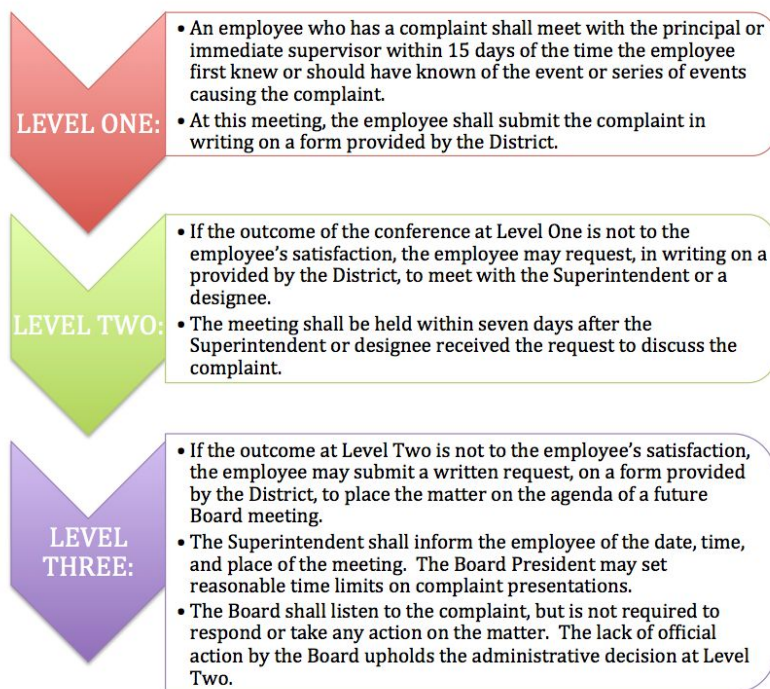 LEVEL ONE:
• An employee who has a complaint shall meet with the principal or
immediate supervisor within 15 days of the time the employee
first knew or should have known of the event or series of events
causing the complaint.
• At this meeting, the employee shall submit the complaint in
writing on a form provided by the District.
LEVEL TWO:
• If the outcome of the conference at Level One is not to the
employee's satisfaction, the employee may request, in writing on a
provided by the District, to meet with the Superintendent or a
designee.
• The meeting shall be held within seven days after the
Superintendent or designee received the request to discuss the
complaint.
LEVEL
THREE:
• If the outcome at Level Two is not to the employee's satisfaction,
the employee may submit a written request, on a form provided
by the District, to place the matter on the agenda of a future
Board meeting.
• The Superintendent shall inform the employee of the date, time,
and place of the meeting.  The Board President may set
reasonable time limits on complaint presentations.
• The Board shall listen to the complaint, but is not required to
respond or take any action on the matter.  The lack of official
action by the Board upholds the administrative decision at Level
Two.